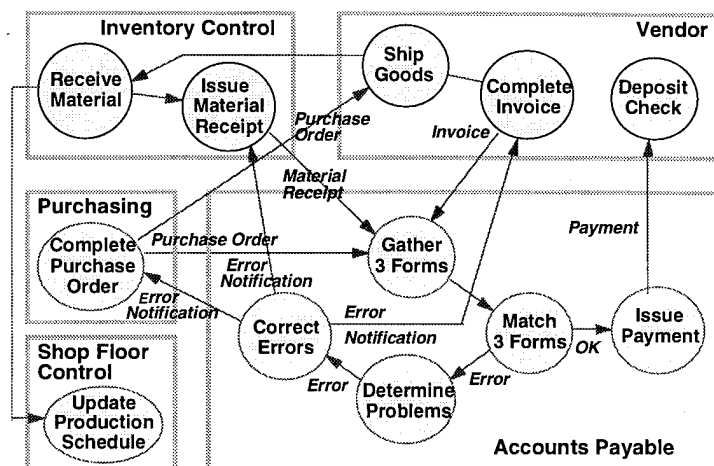 Inventory Control
Vendor
Receive
Material
Issue
Material
Receipt
Ship
Goods
Complete
Invoice
Deposit
Check
Purchase
Order
Invoice
Material
Receipt
Purchasing
Complete
Purchase
Order
Purchase Order
Gather
3 Forms
Payment
Error
Notification
Error
Notification
Error
Notification
Correct
Errors
Match
3 Forms
OK
Issue
Payment
Shop Floor
Control
Update
Production
Schedule
Error
Determine
Problems
Error
Accounts Payable